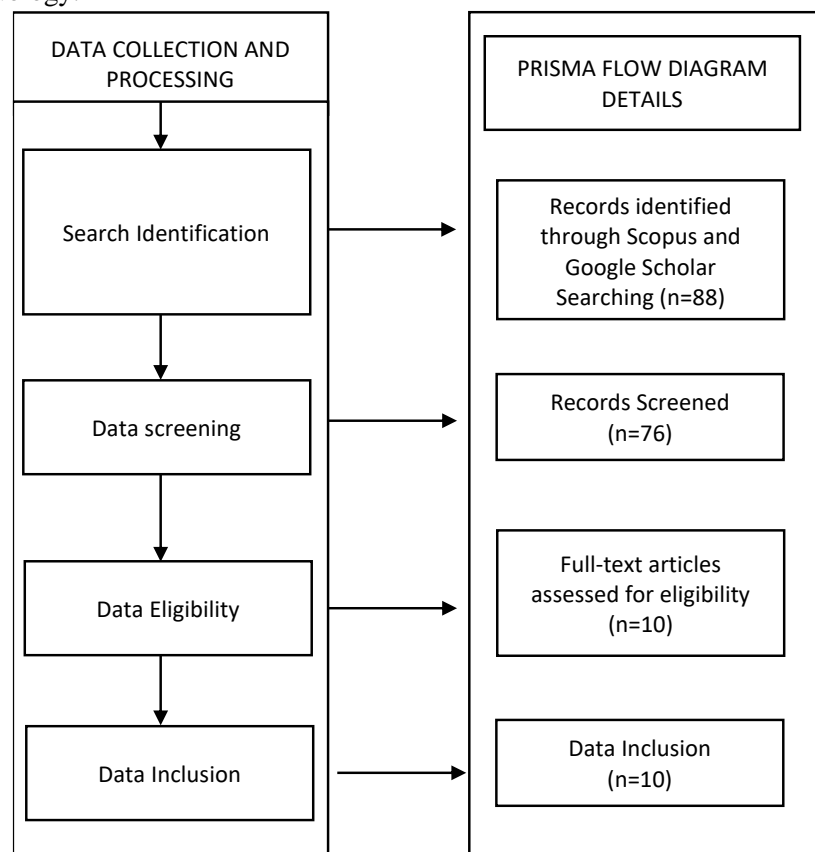 DATA COLLECTION AND
PROCESSING
Search Identification
Data screening
Data Eligibility
Data Inclusion
PRISMA FLOW DIAGRAM
DETAILS
Records identified
through Scopus and
Google Scholar
Searching (n=88)
Records Screened
(n=76)
Full-text articles
assessed for eligibility
(n=10)
Data Inclusion
(n=10)